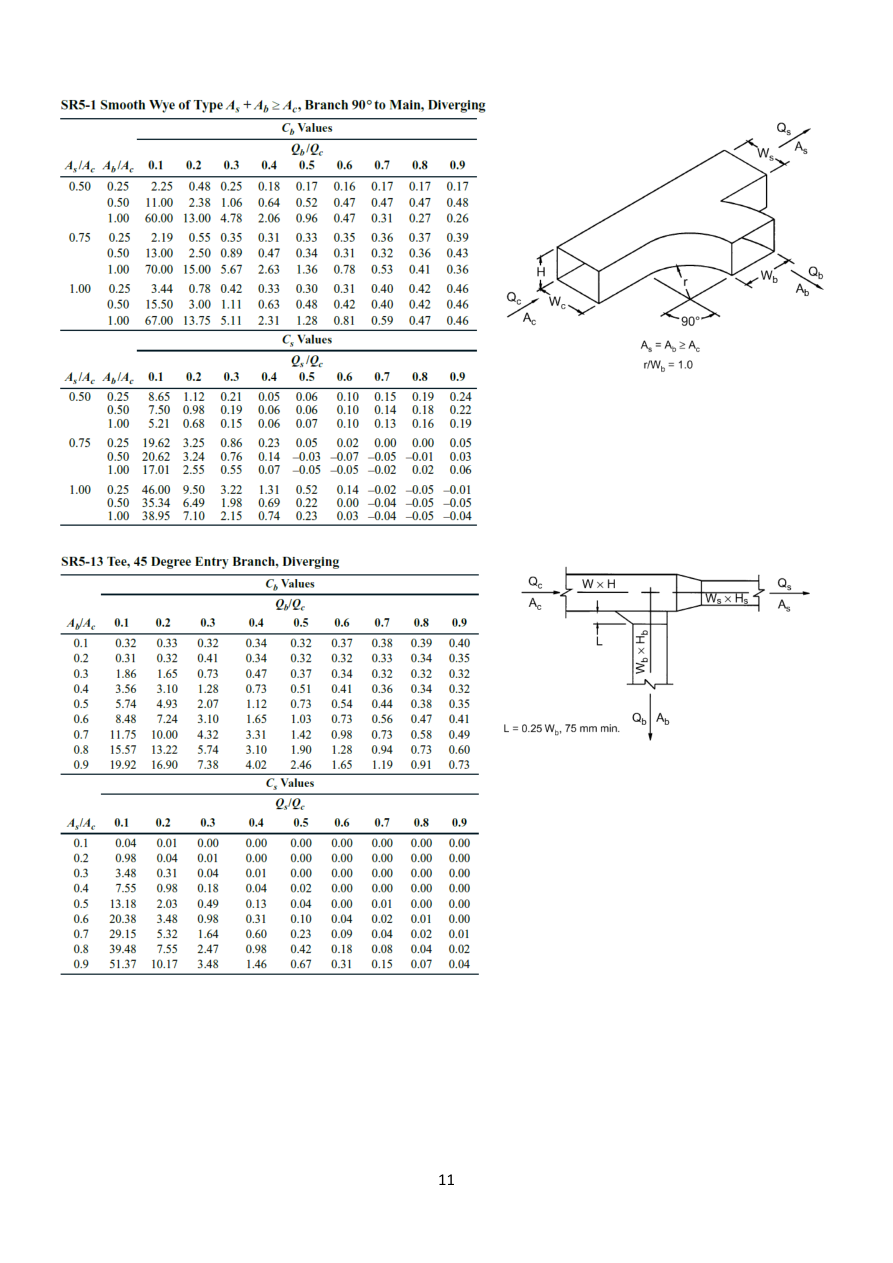 SR5-1 Smooth Wye of Type As + Ab ≥ Ac, Branch 90° to Main, Diverging
Cb Values
Qb/Qc
As/Ac Ab/Ac 0.1 0.2 0.3 0.4 0.5 0.6 0.7 0.8 0.9
0.50 0.25 2.25 0.48 0.25 0.18 0.17 0.16 0.17 0.17 0.17
0.50 11.00 2.38 1.06 0.64 0.52 0.47 0.47 0.47 0.48
1.00 60.00 13.00 4.78 2.06 0.96 0.47 0.31 0.27 0.26
0.75 0.25 2.19 0.55 0.35 0.31 0.33 0.35 0.36 0.37 0.39
0.50 13.00 2.50 0.89 0.47 0.34 0.31 0.32 0.36 0.43
1.00 70.00 15.00 5.67 2.63 1.36 0.78 0.53 0.41 0.36
1.00 0.25 3.44 0.78 0.42 0.33 0.30 0.31 0.40 0.42 0.46
0.50 15.50 3.00 1.11 0.63 0.48 0.42 0.40 0.42 0.46
1.00 67.00 13.75 5.11 2.31 1.28 0.81 0.59 0.47 0.46
Cs Values
Qs/Qc
As/Ac Ab/Ac 0.1 0.2 0.3 0.4 0.5 0.6 0.7 0.8 0.9
0.50 0.25 8.65 1.12 0.21 0.05 0.06 0.10 0.15 0.19 0.24
0.50 7.50 0.98 0.19 0.06 0.06 0.10 0.14 0.18 0.22
1.00 5.21 0.68 0.15 0.06 0.07 0.10 0.13 0.16 0.19
0.75 0.25 19.62 3.25 0.86 0.23 0.05 0.02 0.00 0.00 0.05
0.50 20.62 3.24 0.76 0.14 –0.03 –0.07 –0.05 –0.01 0.03
1.00 17.01 2.55 0.55 0.07 –0.05 –0.05 –0.02 0.02 0.06
1.00 0.25 46.00 9.50 3.22 1.31 0.52 0.14 –0.02 –0.05 –0.01
0.50 35.34 6.49 1.98 0.69 0.22 0.00 –0.04 –0.05 –0.05
1.00 38.95 7.10 2.15 0.74 0.23 0.03 –0.04 –0.05 –0.04
Qs
Ws As
H
Qc Wc
Ac
r
Wb Qb
Ab
90°
As = Ab ≥ Ac
r/Wb = 1.0
SR5-13 Tee, 45 Degree Entry Branch, Diverging
Cb Values
Qb/Qc
Ab/Ac 0.1 0.2 0.3 0.4 0.5 0.6 0.7 0.8 0.9
0.1 0.32 0.33 0.32 0.34 0.32 0.37 0.38 0.39 0.40
0.2 0.31 0.32 0.41 0.34 0.32 0.32 0.33 0.34 0.35
0.3 1.86 1.65 0.73 0.47 0.37 0.34 0.32 0.32 0.32
0.4 3.56 3.10 1.28 0.73 0.51 0.41 0.36 0.34 0.32
0.5 5.74 4.93 2.07 1.12 0.73 0.54 0.44 0.38 0.35
0.6 8.48 7.24 3.10 1.65 1.03 0.73 0.56 0.47 0.41
0.7 11.75 10.00 4.32 3.31 1.42 0.98 0.73 0.58 0.49
0.8 15.57 13.22 5.74 3.10 1.90 1.28 0.94 0.73 0.60
0.9 19.92 16.90 7.38 4.02 2.46 1.65 1.19 0.91 0.73
Cs Values
Qs/Qc
As/Ac 0.1 0.2 0.3 0.4 0.5 0.6 0.7 0.8 0.9
0.1 0.04 0.01 0.00 0.00 0.00 0.00 0.00 0.00 0.00
0.2 0.98 0.04 0.01 0.00 0.00 0.00 0.00 0.00 0.00
0.3 3.48 0.31 0.04 0.01 0.00 0.00 0.00 0.00 0.00
0.4 7.55 0.98 0.18 0.04 0.02 0.00 0.00 0.00 0.00
0.5 13.18 2.03 0.49 0.13 0.04 0.00 0.01 0.00 0.00
0.6 20.38 3.48 0.98 0.31 0.10 0.04 0.02 0.01 0.00
0.7 29.15 5.32 1.64 0.60 0.23 0.09 0.04 0.02 0.01
0.8 39.48 7.55 2.47 0.98 0.42 0.18 0.08 0.04 0.02
0.9 51.37 10.17 3.48 1.46 0.67 0.31 0.15 0.07 0.04
Qc W × H Qs
Ac Ws × Hs As
L
Wb × Hb
Qb Ab
L = 0.25 Wb, 75 mm min.
11